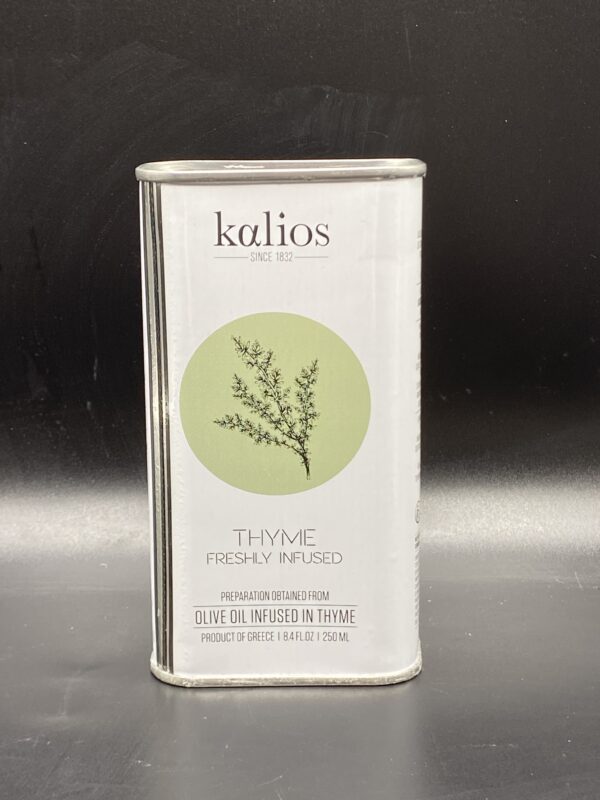 kαlios
SINCE 1832
THYME
FRESHLY INFUSED
PREPARATION OBTAINED FROM
OLIVE OIL INFUSED IN THYME
PRODUCT OF GREECE I 8.4 FL.OZ I 250 ML